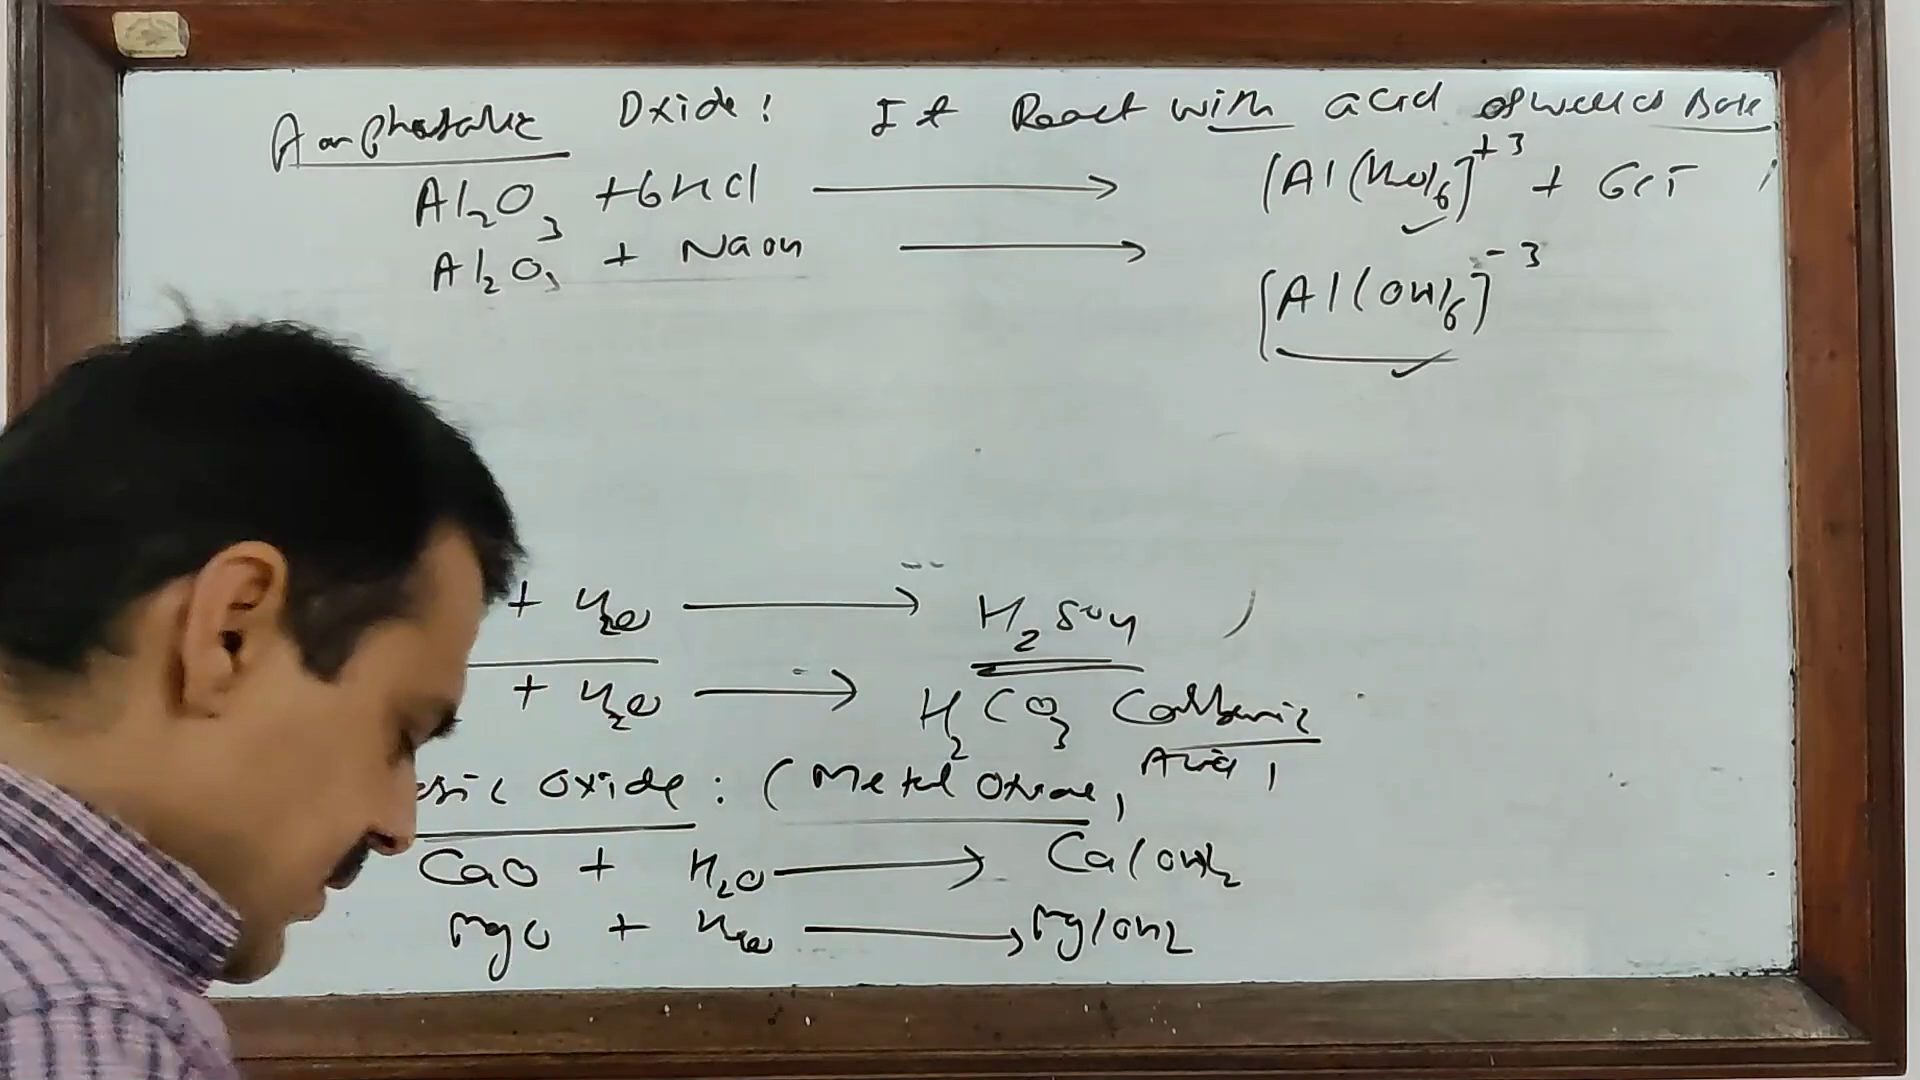 Amphoteric Oxide: It React with acid as well as Base
Al₂O₃ + 6HCl ⟶ [Al(H₂O)₆]⁺³ + 6Cl⁻
Al₂O₃ + NaOH ⟶ [Al(OH)₆]⁻³
+ H₂O ⟶ H₂SO₄
+ H₂O ⟶ H₂CO₃ Carbonic Acid
sic Oxide : (Metal Oxide)
CaO + H₂O ⟶ Ca(OH)₂
MgO + H₂O ⟶ Mg(OH)₂